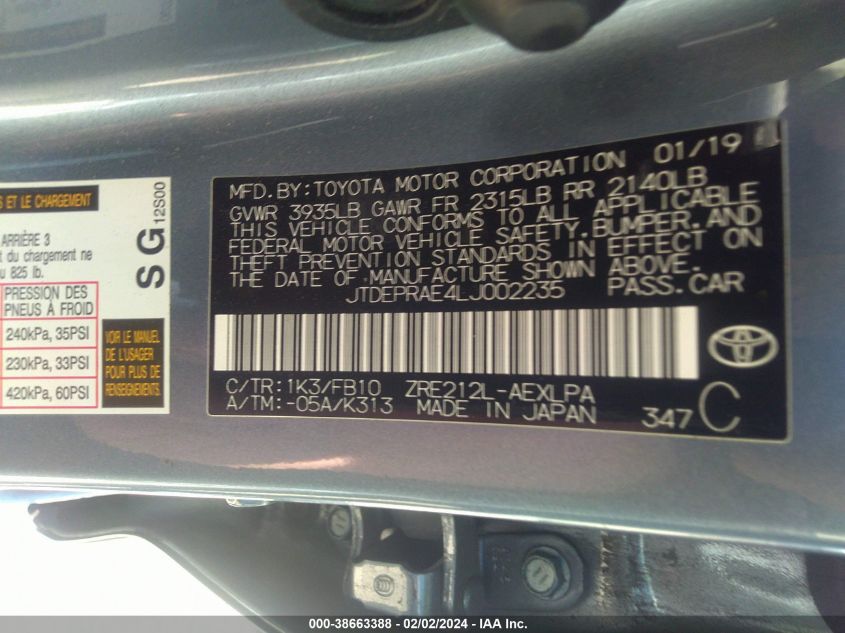 S ET LE CHARGEMENT
ARRIÈRE 3
t du chargement ne
u 825 lb.
PRESSION DES
PNEUS À FROID
240kPa, 35PSI
230kPa, 33PSI
420kPa, 60PSI
VOIR LE MANUEL
DE L'USAGER
POUR PLUS DE
RENSEIGNEMENTS
SG
12S00
MFD. BY: TOYOTA MOTOR CORPORATION 01/19
GVWR 3935LB GAWR FR 2315LB RR 2140LB
THIS VEHICLE CONFORMS TO ALL APPLICABLE
FEDERAL MOTOR VEHICLE SAFETY, BUMPER, AND
THEFT PREVENTION STANDARDS IN EFFECT ON
THE DATE OF MANUFACTURE SHOWN ABOVE.
JTDEPRAE4LJ002235 PASS. CAR
C/TR: 1K3/FB10 ZRE212L-AEXLPA
A/TM: -05A/K313 MADE IN JAPAN 347 C
000-38663388 - 02/02/2024 - IAA Inc.